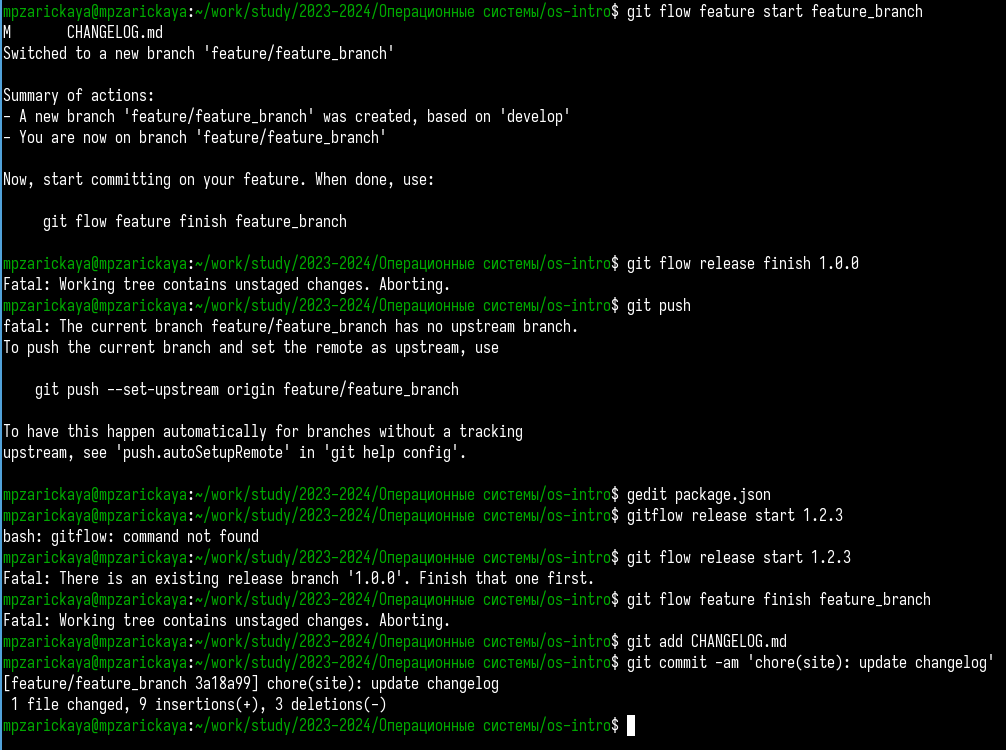 mpzarickaya@mpzarickaya:~/work/study/2023-2024/Операционные системы/os-intro$ git flow feature start feature_branch
M       CHANGELOG.md
Switched to a new branch 'feature/feature_branch'

Summary of actions:
- A new branch 'feature/feature_branch' was created, based on 'develop'
- You are now on branch 'feature/feature_branch'

Now, start committing on your feature. When done, use:

     git flow feature finish feature_branch

mpzarickaya@mpzarickaya:~/work/study/2023-2024/Операционные системы/os-intro$ git flow release finish 1.0.0
Fatal: Working tree contains unstaged changes. Aborting.
mpzarickaya@mpzarickaya:~/work/study/2023-2024/Операционные системы/os-intro$ git push
fatal: The current branch feature/feature_branch has no upstream branch.
To push the current branch and set the remote as upstream, use

    git push --set-upstream origin feature/feature_branch

To have this happen automatically for branches without a tracking
upstream, see 'push.autoSetupRemote' in 'git help config'.

mpzarickaya@mpzarickaya:~/work/study/2023-2024/Операционные системы/os-intro$ gedit package.json
mpzarickaya@mpzarickaya:~/work/study/2023-2024/Операционные системы/os-intro$ gitflow release start 1.2.3
bash: gitflow: command not found
mpzarickaya@mpzarickaya:~/work/study/2023-2024/Операционные системы/os-intro$ git flow release start 1.2.3
Fatal: There is an existing release branch '1.0.0'. Finish that one first.
mpzarickaya@mpzarickaya:~/work/study/2023-2024/Операционные системы/os-intro$ git flow feature finish feature_branch
Fatal: Working tree contains unstaged changes. Aborting.
mpzarickaya@mpzarickaya:~/work/study/2023-2024/Операционные системы/os-intro$ git add CHANGELOG.md
mpzarickaya@mpzarickaya:~/work/study/2023-2024/Операционные системы/os-intro$ git commit -am 'chore(site): update changelog'
[feature/feature_branch 3a18a99] chore(site): update changelog
 1 file changed, 9 insertions(+), 3 deletions(-)
mpzarickaya@mpzarickaya:~/work/study/2023-2024/Операционные системы/os-intro$